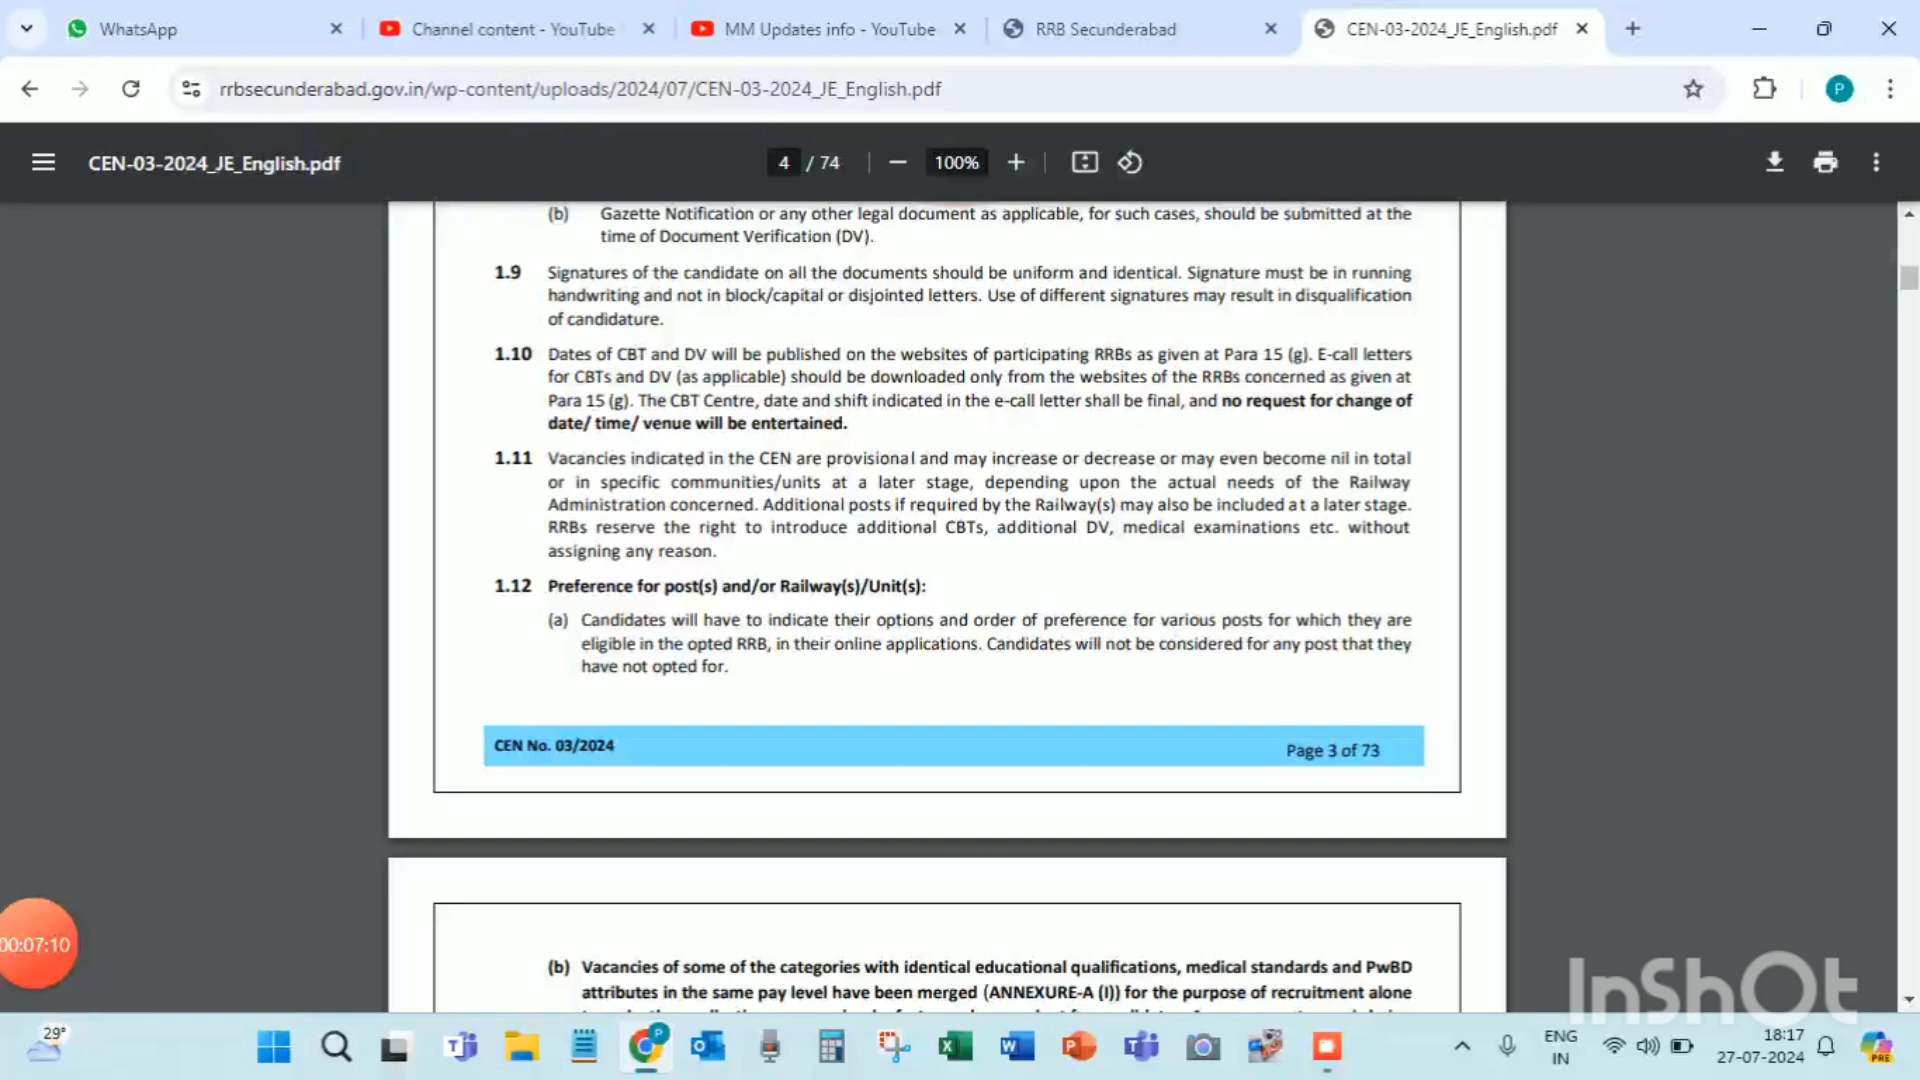 WhatsApp
Channel content - YouTube
MM Updates info - YouTube
RRB Secunderabad
CEN-03-2024_JE_English.pdf
rrbsecunderabad.gov.in/wp-content/uploads/2024/07/CEN-03-2024_JE_English.pdf
P
CEN-03-2024_JE_English.pdf
4 / 74
100%
(b) Gazette Notification or any other legal document as applicable, for such cases, should be submitted at the
time of Document Verification (DV).
1.9 Signatures of the candidate on all the documents should be uniform and identical. Signature must be in running
handwriting and not in block/capital or disjointed letters. Use of different signatures may result in disqualification
of candidature.
1.10 Dates of CBT and DV will be published on the websites of participating RRBs as given at Para 15 (g). E-call letters
for CBTs and DV (as applicable) should be downloaded only from the websites of the RRBs concerned as given at
Para 15 (g). The CBT Centre, date and shift indicated in the e-call letter shall be final, and no request for change of
date/ time/ venue will be entertained.
1.11 Vacancies indicated in the CEN are provisional and may increase or decrease or may even become nil in total
or in specific communities/units at a later stage, depending upon the actual needs of the Railway
Administration concerned. Additional posts if required by the Railway(s) may also be included at a later stage.
RRBs reserve the right to introduce additional CBTs, additional DV, medical examinations etc. without
assigning any reason.
1.12 Preference for post(s) and/or Railway(s)/Unit(s):
(a) Candidates will have to indicate their options and order of preference for various posts for which they are
eligible in the opted RRB, in their online applications. Candidates will not be considered for any post that they
have not opted for.
CEN No. 03/2024
Page 3 of 73
(b) Vacancies of some of the categories with identical educational qualifications, medical standards and PwBD
attributes in the same pay level have been merged (ANNEXURE-A (I)) for the purpose of recruitment alone
00:07:10
InShOt
29°
ENG
IN
18:17
27-07-2024
PRE